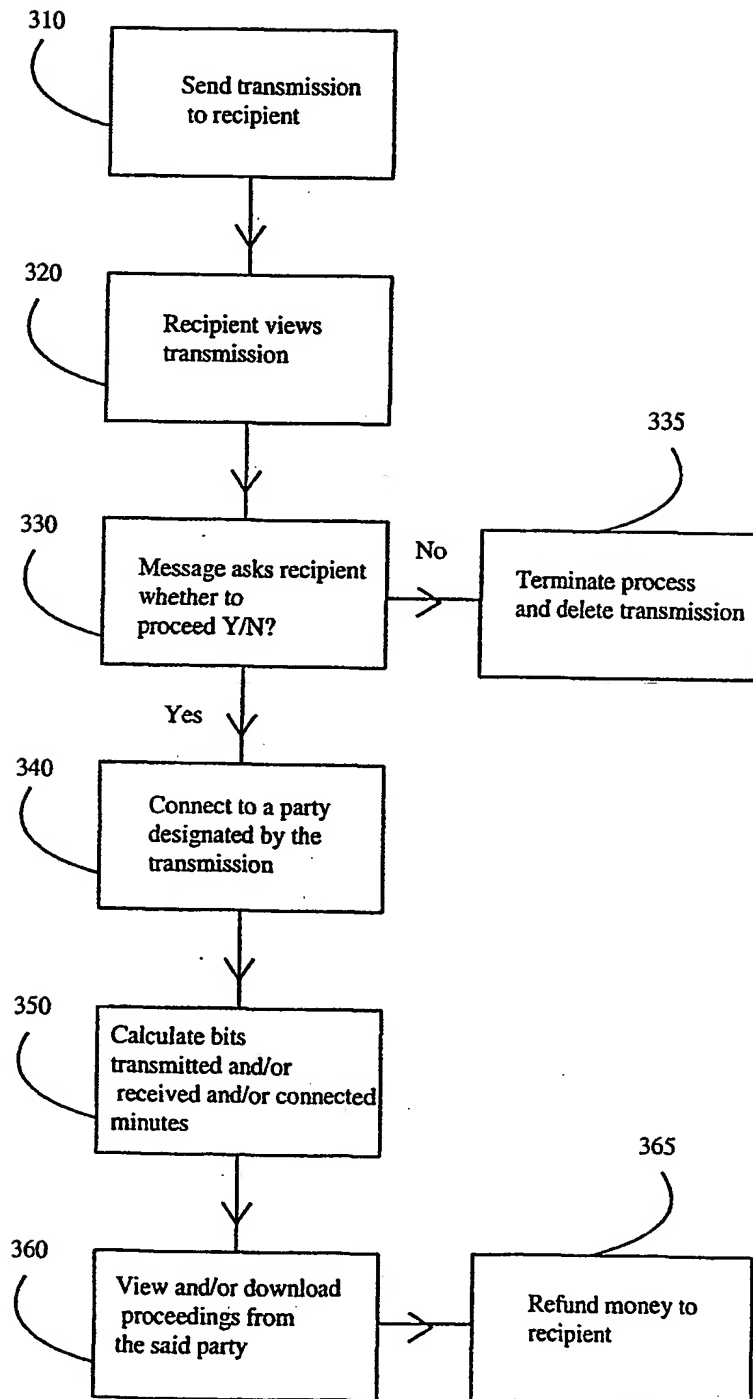 310
Send transmission
to recipient
320
Recipient views
transmission
335
330
No
Message asks recipient
whether to
proceed Y/N?
Terminate process
and delete transmission
Yes
340
Connect to a party
designated by the
transmission
350
Calculate bits
transmitted and/or
received and/or connected
minutes
365
360
View and/or download
proceedings from
the said party
Refund money to
recipient